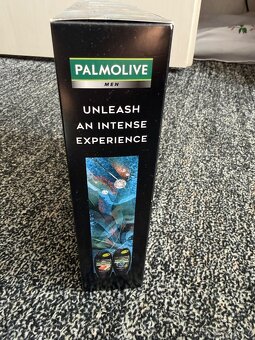 PALMOLIVE
MEN
UNLEASH
AN INTENSE
EXPERIENCE